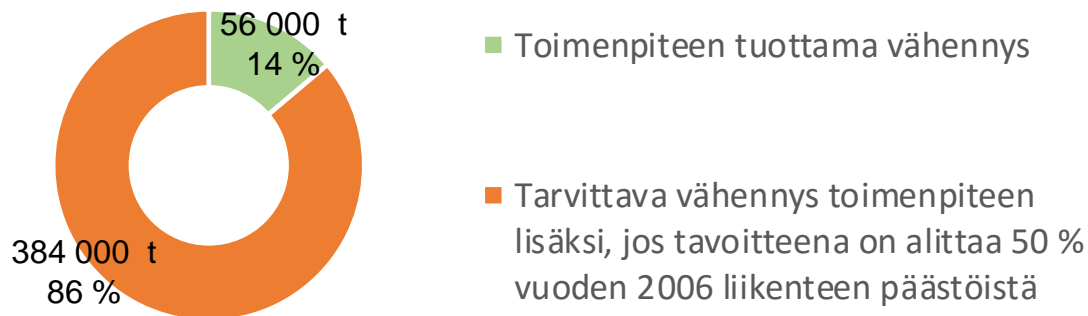 56 000 t
14 %
384 000 t
86 %
Toimenpiteen tuottama vähennys
Tarvittava vähennys toimenpiteen
lisäksi, jos tavoitteena on alittaa 50 %
vuoden 2006 liikenteen päästöistä